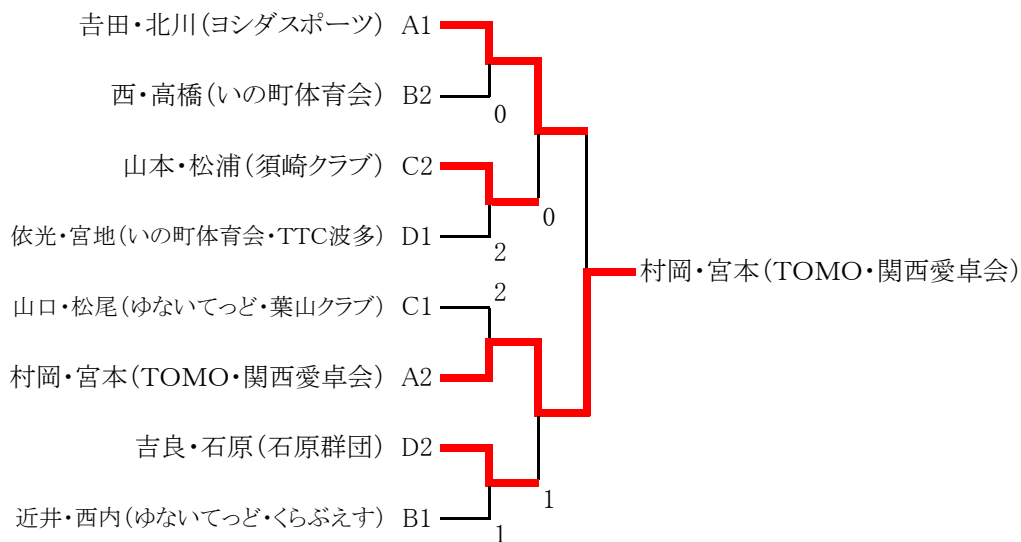 𠮷田・北川(ヨシダスポーツ) A1
西・高橋(いの町体育会) B2
0
山本・松浦(須崎クラブ) C2
0
依光・宮地(いの町体育会・TTC波多) D1
2
村岡・宮本(TOMO・関西愛卓会)
2
山口・松尾(ゆないてっど・葉山クラブ) C1
村岡・宮本(TOMO・関西愛卓会) A2
吉良・石原(石原群団) D2
1
近井・西内(ゆないてっど・くらぶえす) B1
1